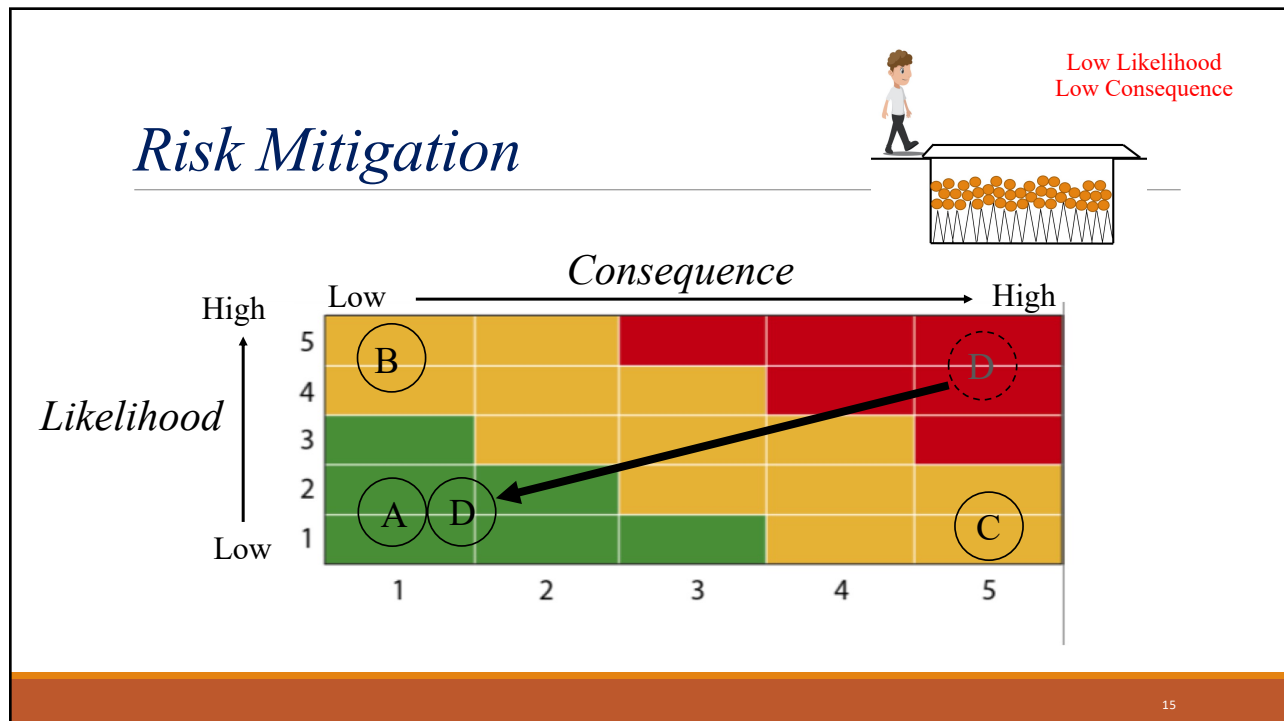 Low Likelihood
Low Consequence
Risk Mitigation
Consequence
Low
High
High
Likelihood
Low
5
4
3
2
1
B
D
A
D
C
1
2
3
4
5
15